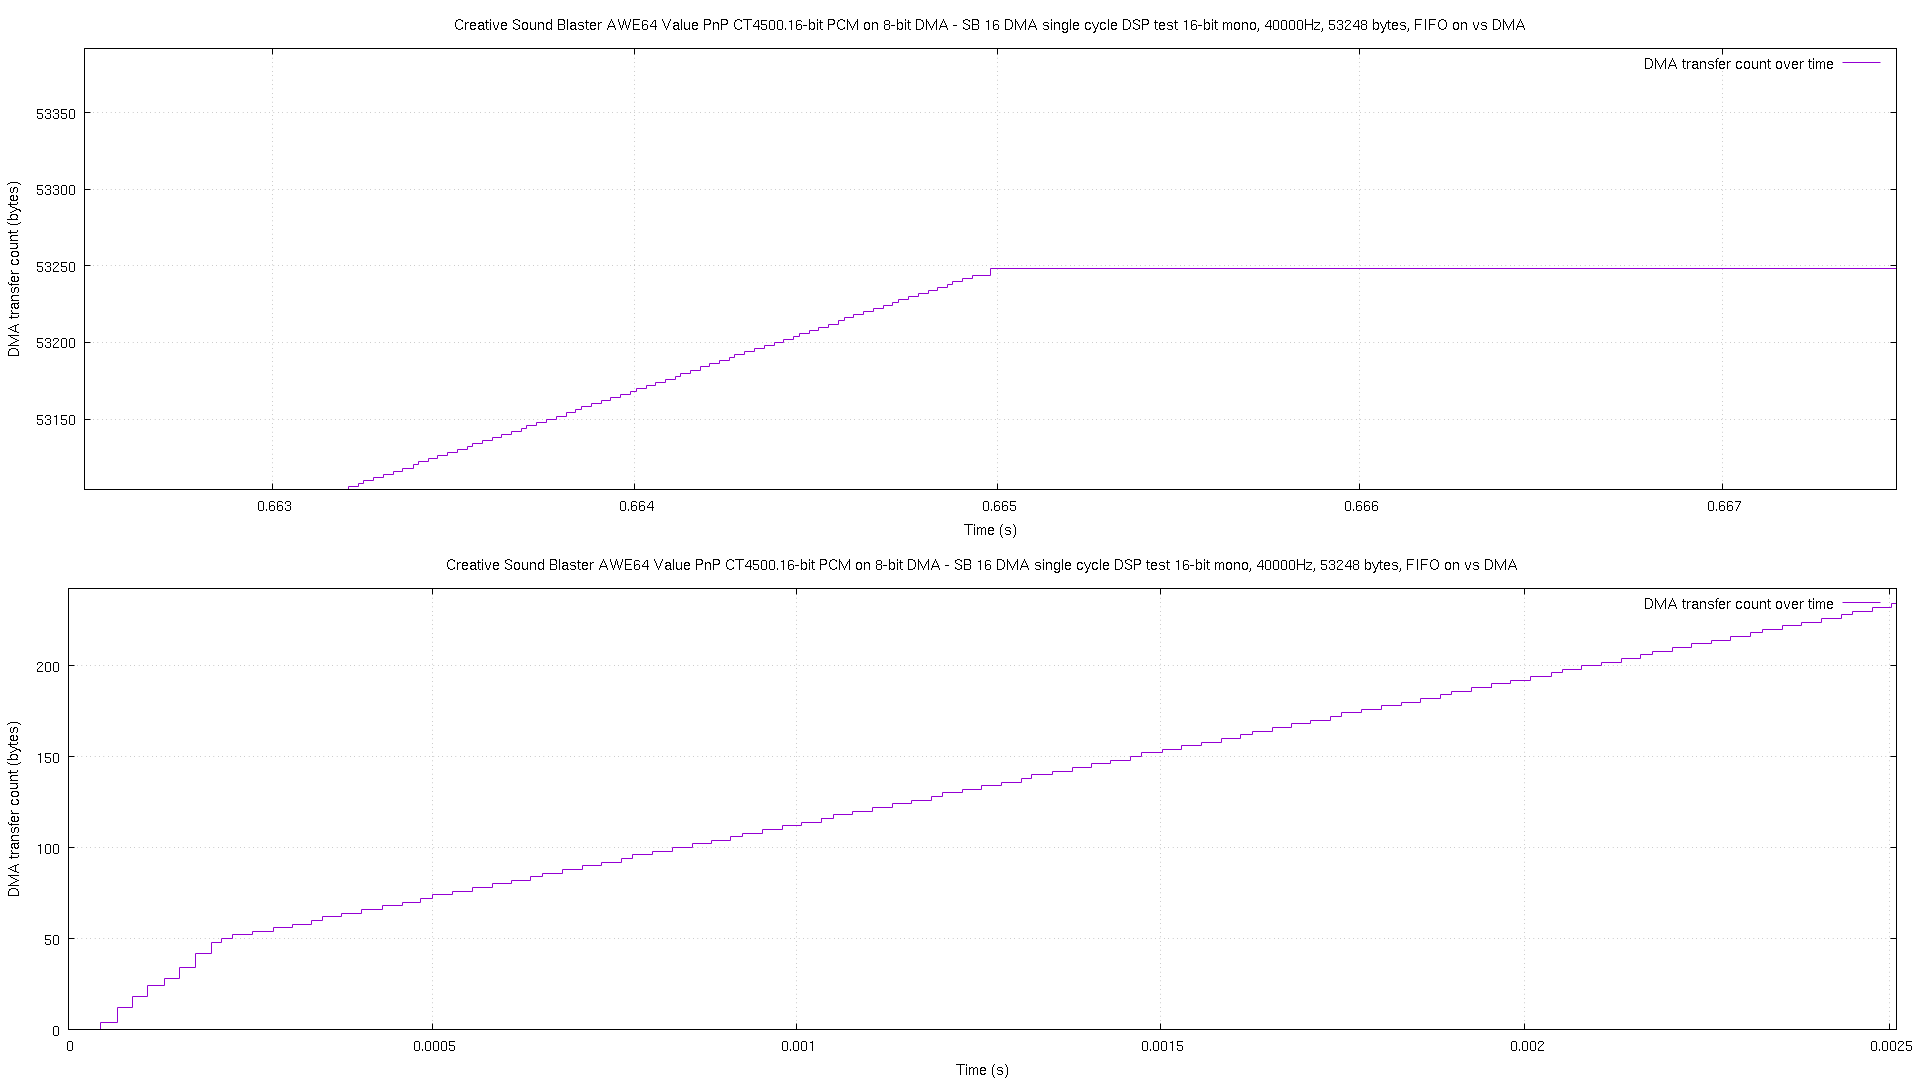 Creative Sound Blaster AWE64 Value PnP CT4500.16-bit PCM on 8-bit DMA - SB 16 DMA single cycle DSP test 16-bit mono, 40000Hz, 53248 bytes, FIFO on vs DMA
DMA transfer count over time
53350
53300
53250
53200
53150
DMA transfer count (bytes)
0.663 0.664 0.665 0.666 0.667
Time (s)
Creative Sound Blaster AWE64 Value PnP CT4500.16-bit PCM on 8-bit DMA - SB 16 DMA single cycle DSP test 16-bit mono, 40000Hz, 53248 bytes, FIFO on vs DMA
DMA transfer count over time
200
150
100
50
0
DMA transfer count (bytes)
0 0.0005 0.001 0.0015 0.002 0.0025
Time (s)